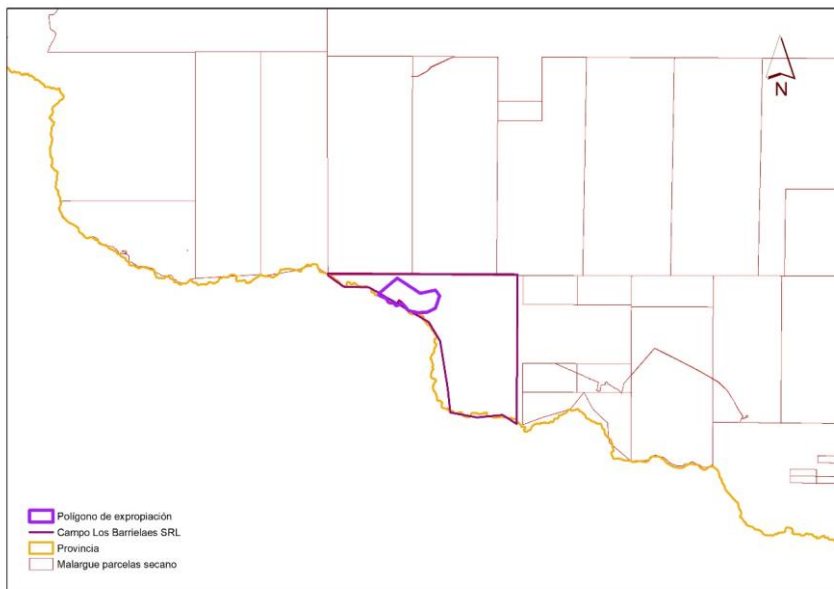 N
Polígono de expropiación
Campo Los Barrielaes SRL
Provincia
Malargue parcelas secano